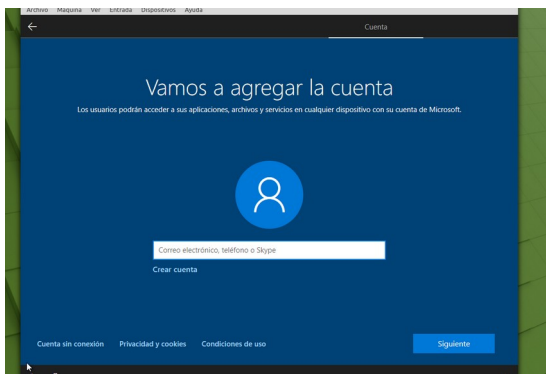 Archivo Máquina Ver Entrada Dispositivos Ayuda
Cuenta
Vamos a agregar la cuenta
Los usuarios podrán acceder a sus aplicaciones, archivos y servicios en cualquier dispositivo con su cuenta de Microsoft.
Correo electrónico, teléfono o Skype
Crear cuenta
Cuenta sin conexión Privacidad y cookies Condiciones de uso Siguiente